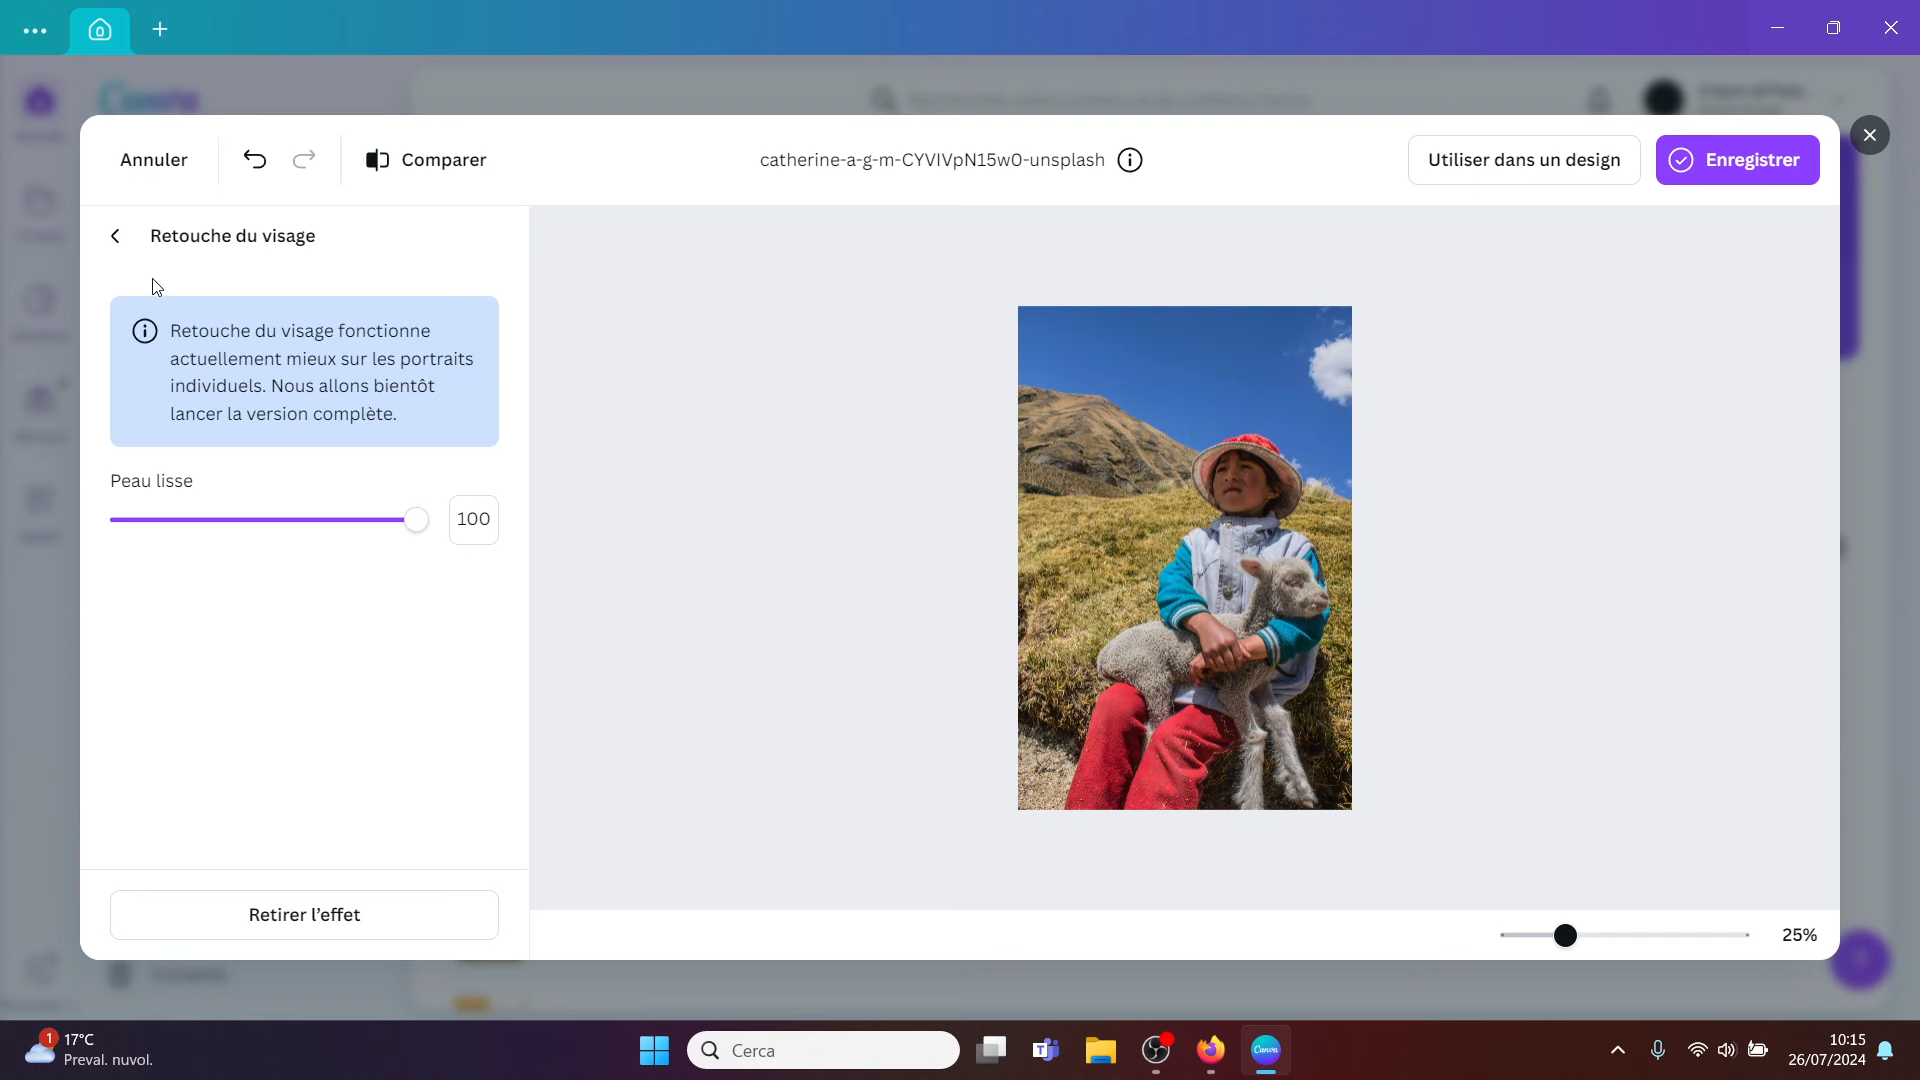 Canva
Annuler
Comparer
catherine-a-g-m-CYVIVpN15w0-unsplash
Utiliser dans un design
Enregistrer
Retouche du visage
Retouche du visage fonctionne
actuellement mieux sur les portraits
individuels. Nous allons bientôt
lancer la version complète.
Peau lisse
100
Retirer l’effet
25%
1
17°C
Preval. nuvol.
Cerca
Canva
10:15
26/07/2024